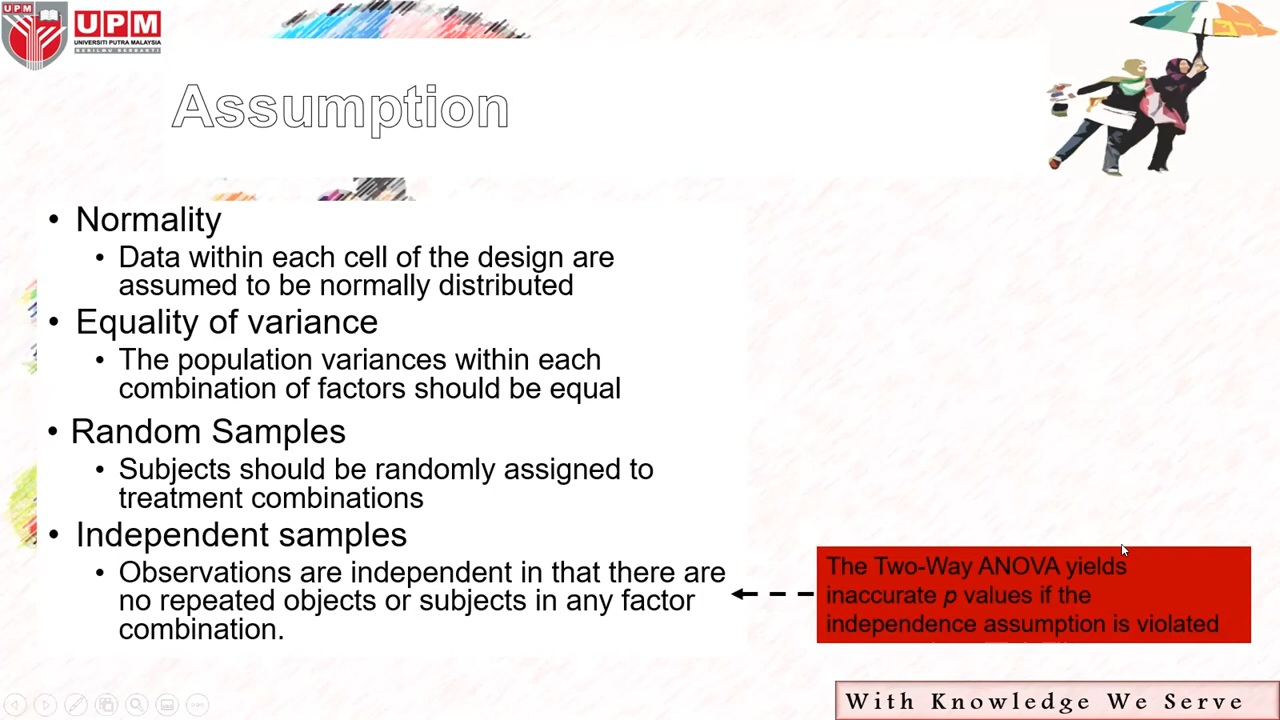 UPM
UPM
UNIVERSITI PUTRA MALAYSIA
BERILMU BERBAKTI
Assumption
• Normality
• Data within each cell of the design are
assumed to be normally distributed
• Equality of variance
• The population variances within each
combination of factors should be equal
• Random Samples
• Subjects should be randomly assigned to
treatment combinations
• Independent samples
• Observations are independent in that there are
no repeated objects or subjects in any factor
combination.
The Two-Way ANOVA yields
inaccurate p values if the
independence assumption is violated
With Knowledge We Serve